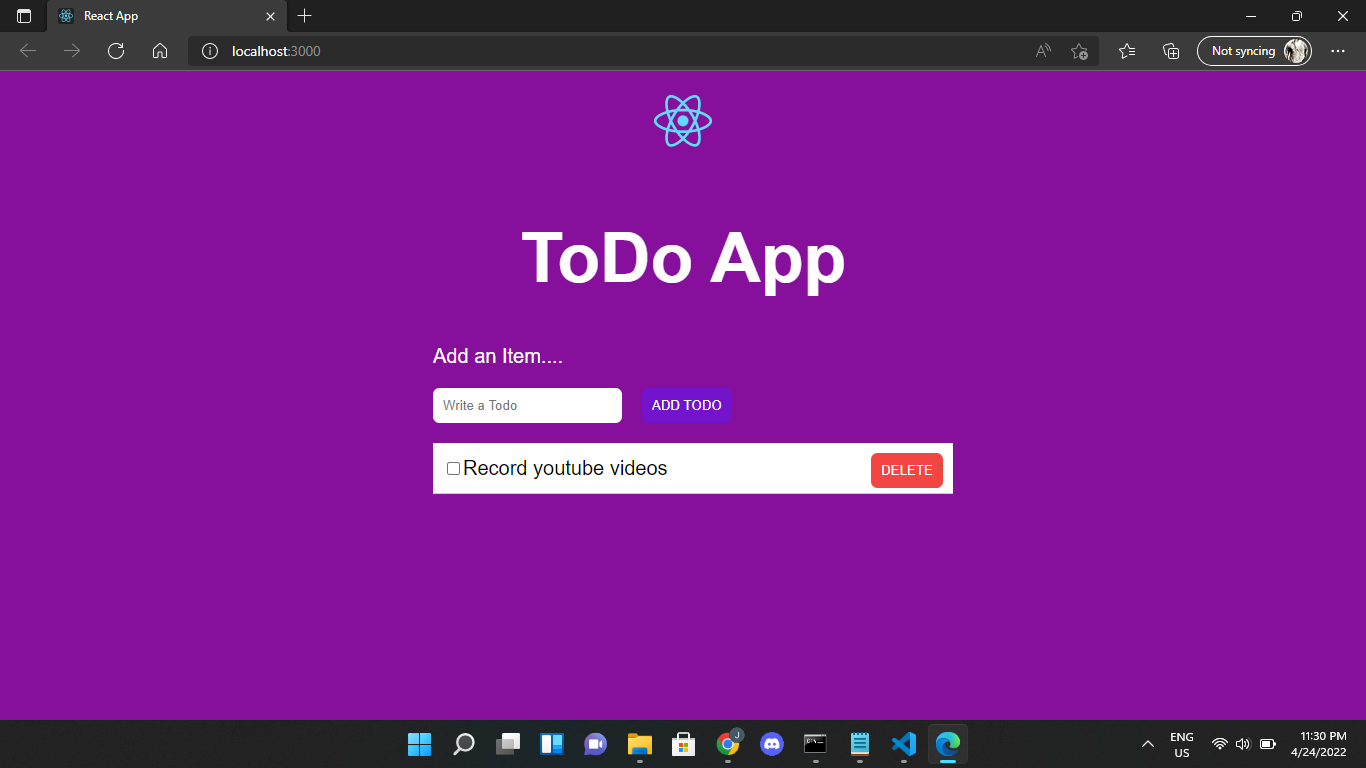 React App
localhost:3000
Not syncing
ToDo App
Add an Item....
Write a Todo
ADD TODO
Record youtube videos
DELETE
J
ENG
US
11:30 PM
4/24/2022